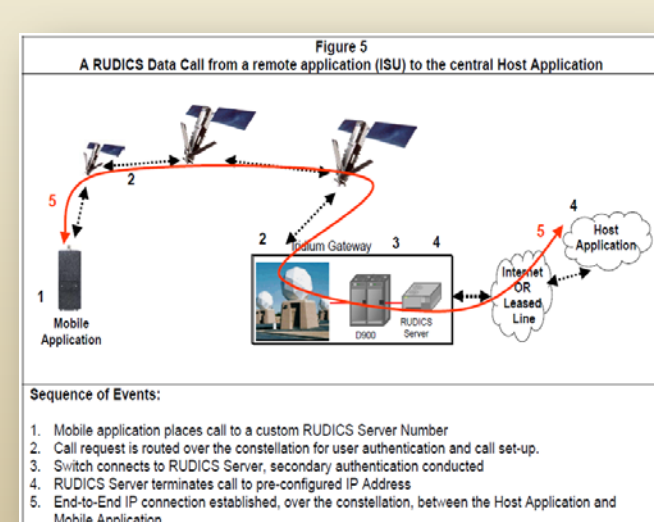 Figure 5
A RUDICS Data Call from a remote application (ISU) to the central Host Application
2
5
4
5
Host
Application
2
Iridium Gateway
3
4
Internet
OR
Leased
Line
1
Mobile
Application
D900
RUDICS
Server
Sequence of Events:
1. Mobile application places call to a custom RUDICS Server Number
2. Call request is routed over the constellation for user authentication and call set-up.
3. Switch connects to RUDICS Server, secondary authentication conducted
4. RUDICS Server terminates call to pre-configured IP Address
5. End-to-End IP connection established, over the constellation, between the Host Application and
Mobile Application